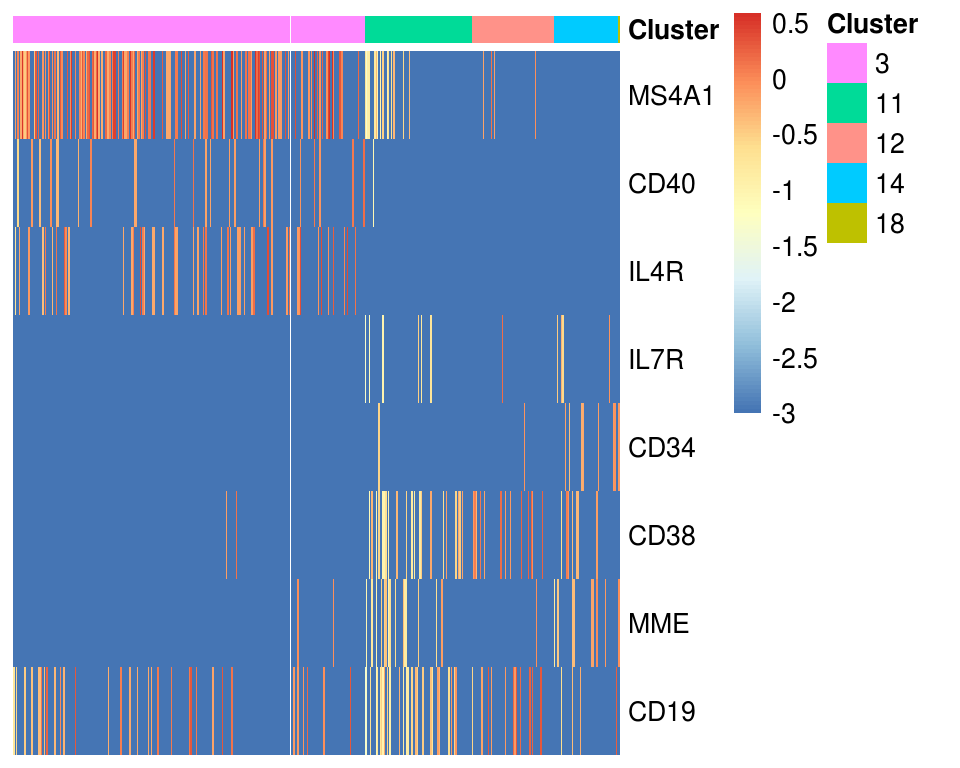 Cluster
MS4A1
CD40
IL4R
IL7R
CD34
CD38
MME
CD19
0.5
0
-0.5
-1
-1.5
-2
-2.5
-3
Cluster
3
11
12
14
18